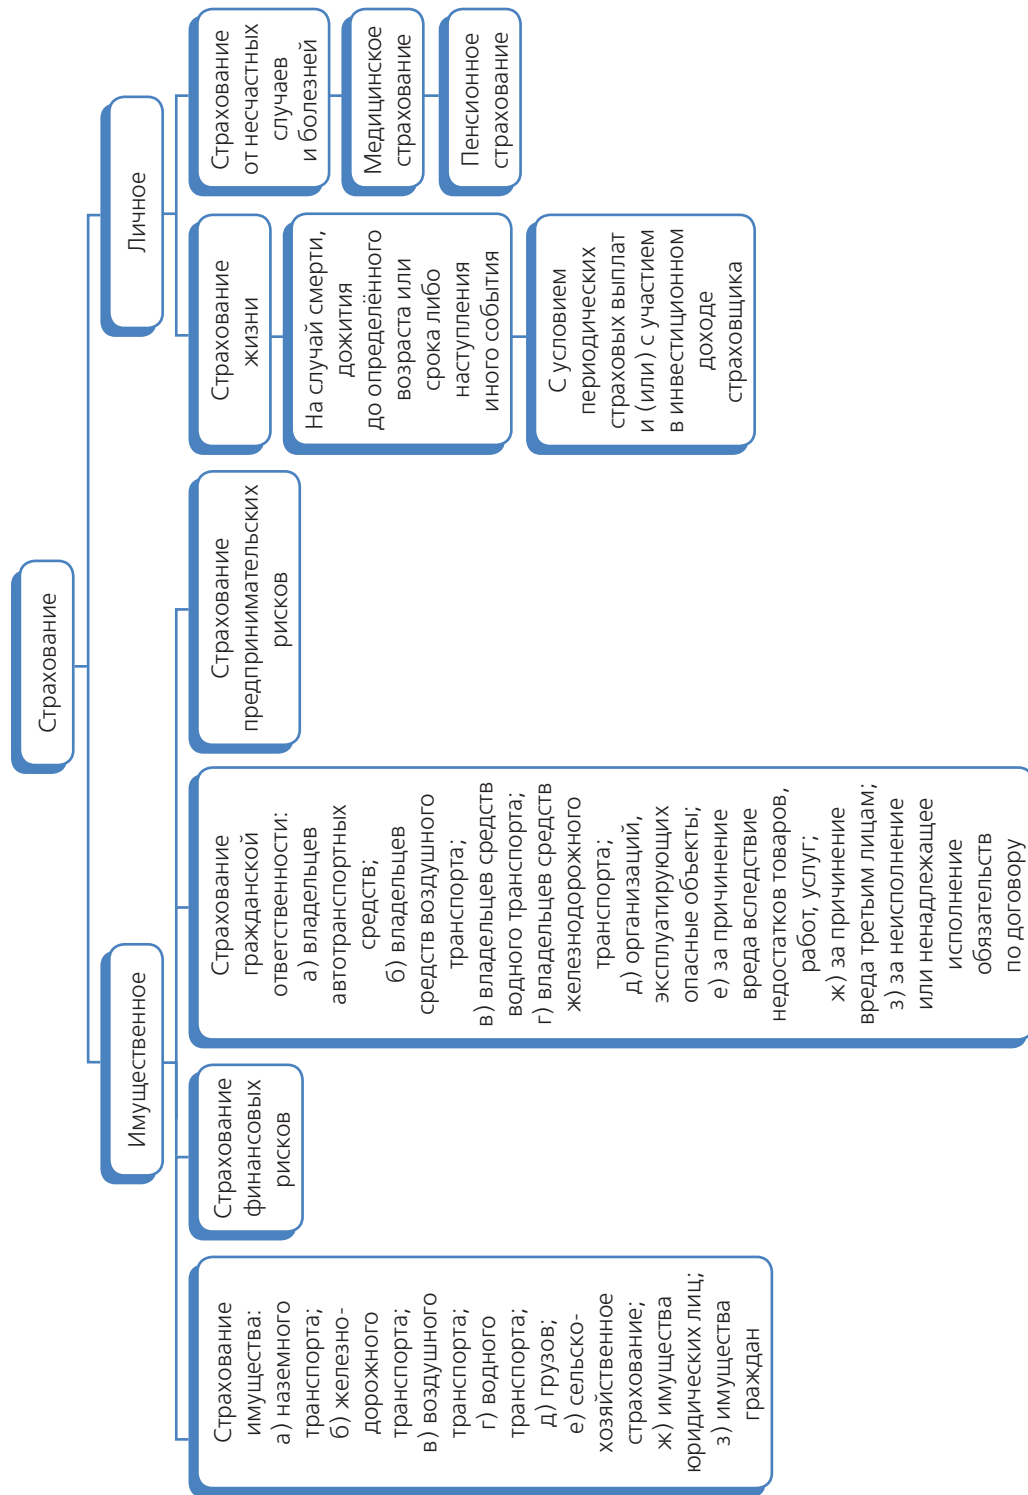 Страхование
Имущественное
Личное
Страхование
имущества:
а) наземного
транспорта;
б) железно-
дорожного
транспорта;
в) воздушного
транспорта;
г) водного
транспорта;
д) грузов;
е) сельско-
хозяйственное
страхование;
ж) имущества
юридических лиц;
з) имущества
граждан
Страхование
финансовых
рисков
Страхование
гражданской
ответственности:
а) владельцев
автотранспортных
средств;
б) владельцев
средств воздушного
транспорта;
в) владельцев средств
водного транспорта;
г) владельцев средств
железнодорожного
транспорта;
д) организаций,
эксплуатирующих
опасные объекты;
е) за причинение
вреда вследствие
недостатков товаров,
работ, услуг;
ж) за причинение
вреда третьим лицам;
з) за неисполнение
или ненадлежащее
исполнение
обязательств
по договору
Страхование
предпринимательских
рисков
Страхование
жизни
На случай смерти,
дожития
до определённого
возраста или
срока либо
наступления
иного события
С условием
периодических
страховых выплат
и (или) с участием
в инвестиционном
доходе
страховщика
Страхование
от несчастных
случаев
и болезней
Медицинское
страхование
Пенсионное
страхование